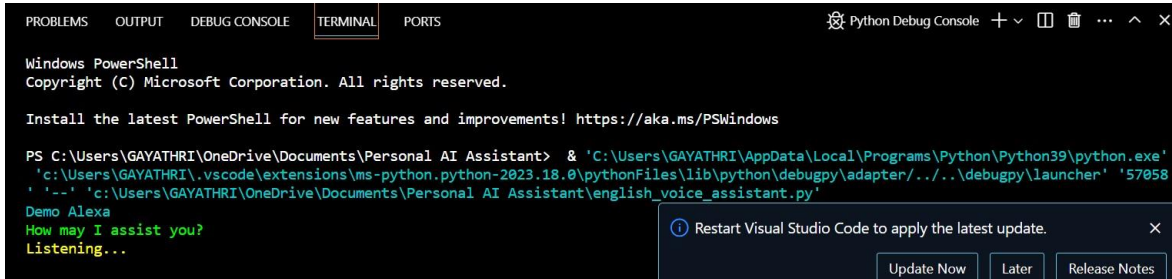 PROBLEMS OUTPUT DEBUG CONSOLE TERMINAL PORTS Python Debug Console
Windows PowerShell
Copyright (C) Microsoft Corporation. All rights reserved.
Install the latest PowerShell for new features and improvements! https://aka.ms/PSWindows
PS C:\Users\GAYATHRI\OneDrive\Documents\Personal AI Assistant> & 'C:\Users\GAYATHRI\AppData\Local\Programs\Python\Python39\python.exe'
'c:\Users\GAYATHRI\.vscode\extensions\ms-python.python-2023.18.0\pythonFiles\lib\python\debugpy\adapter/../..\debugpy\launcher' '57058
' '--' 'c:\Users\GAYATHRI\OneDrive\Documents\Personal AI Assistant\english_voice_assistant.py'
Demo Alexa
How may I assist you?
Listening...
Restart Visual Studio Code to apply the latest update.
Update Now Later Release Notes